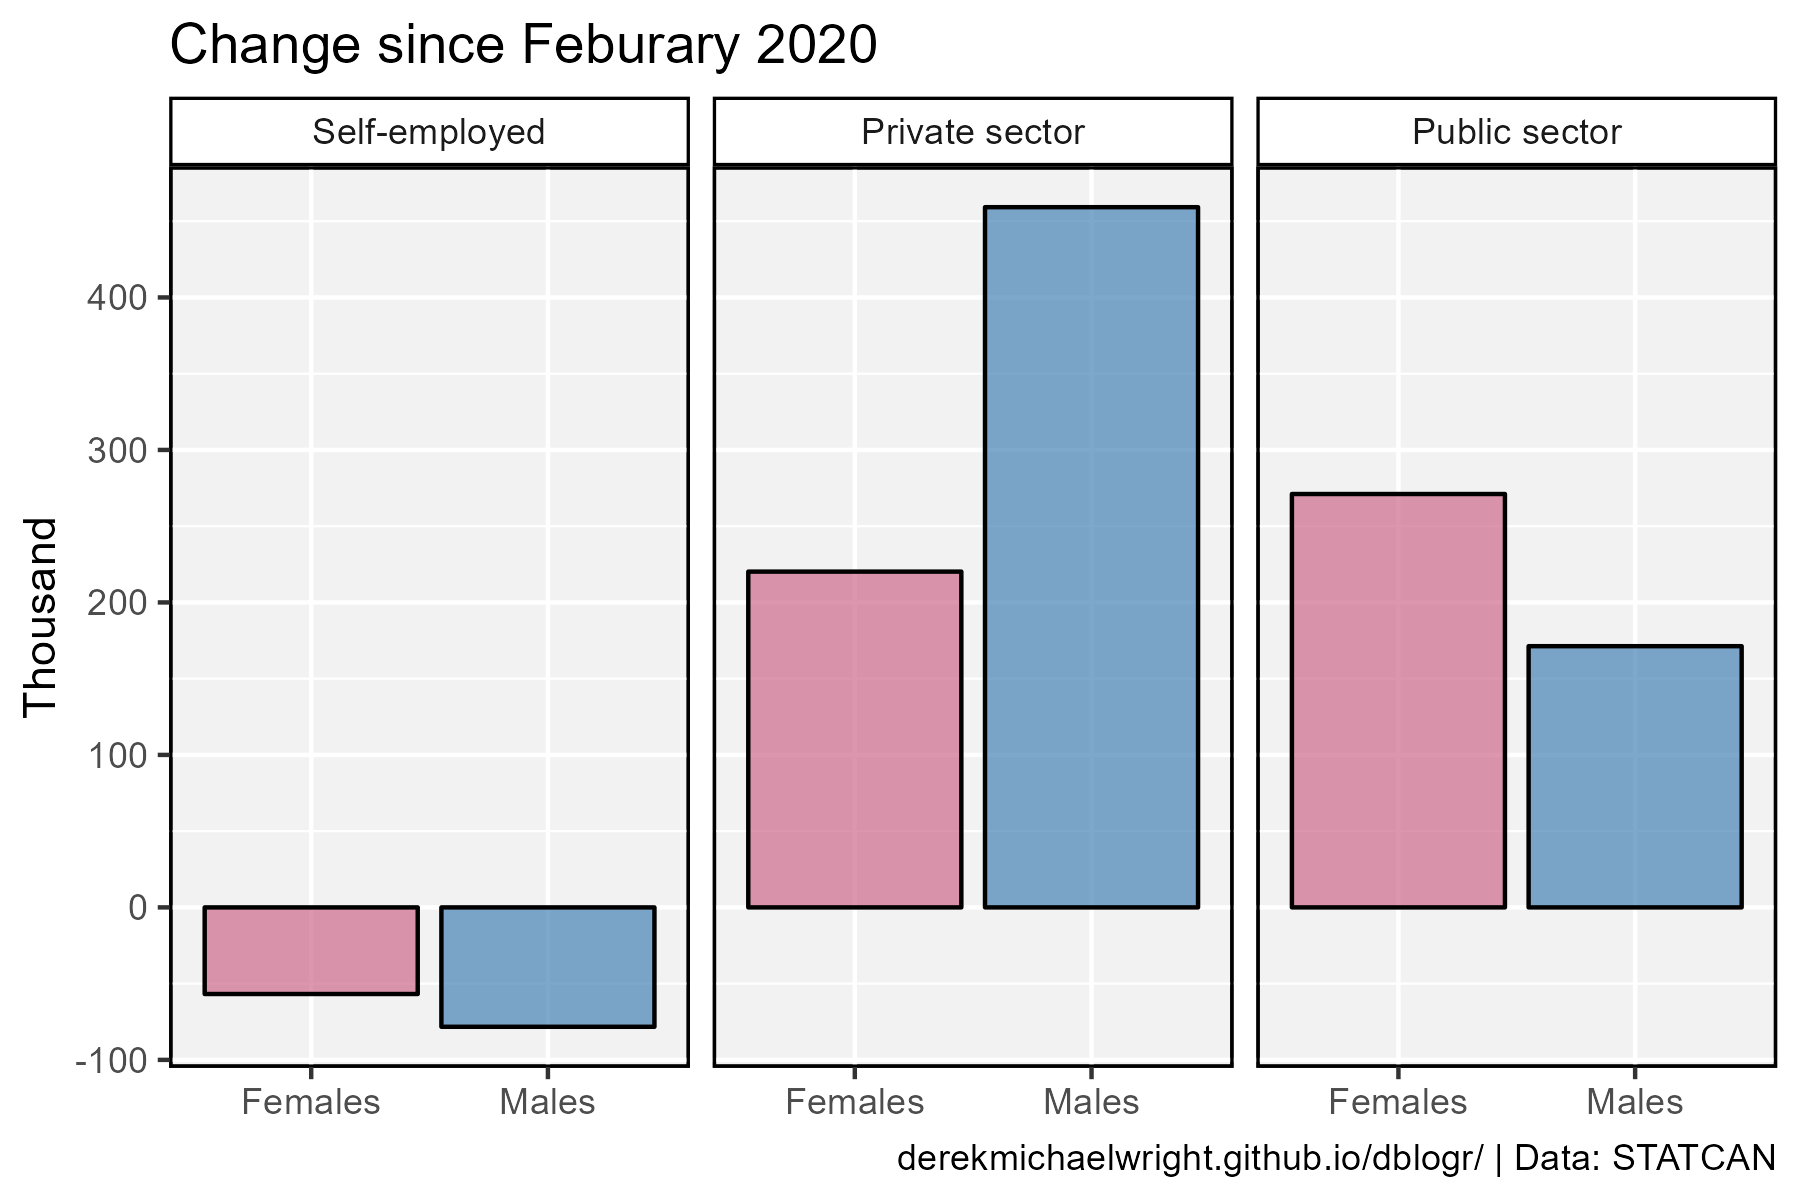 Change since Feburary 2020
Self-employed Private sector Public sector
Thousand
400
300
200
100
0
-100
Females Males Females Males Females Males
derekmichaelwright.github.io/dblogr/ | Data: STATCAN